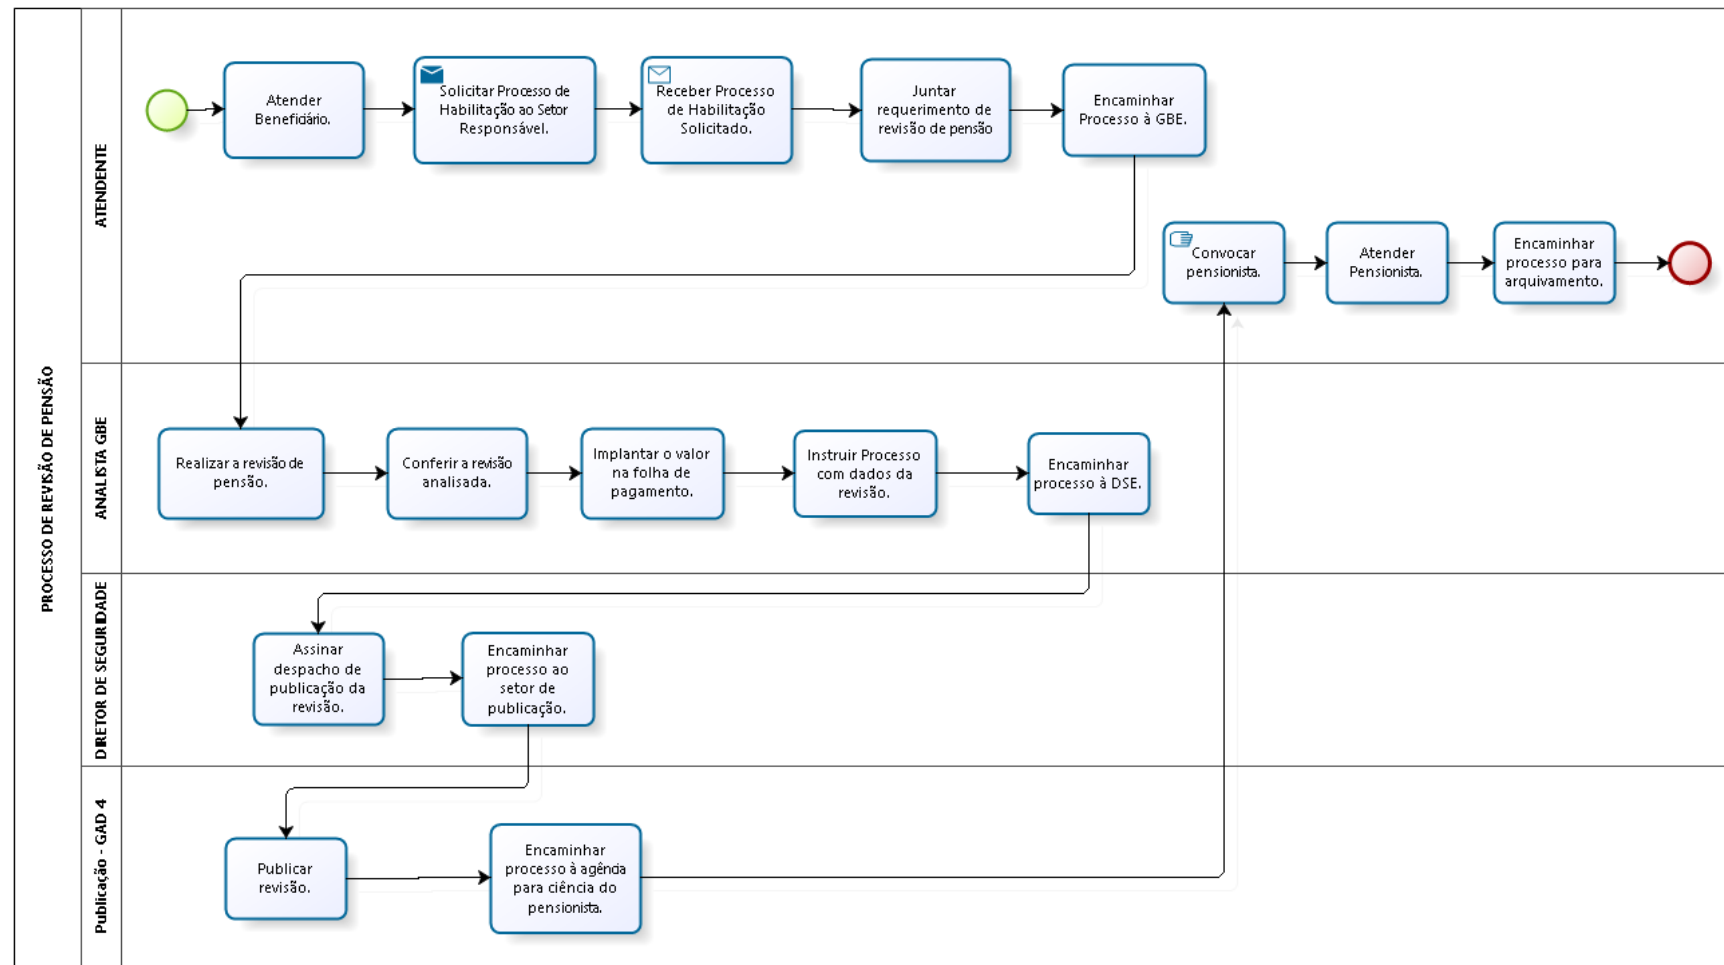 PROCESSO DE REVISÃO DE PENSÃO
ATENDENTE
Atender
Beneficiário.
Solicitar Processo de
Habilitação ao Setor
Responsável.
Receber Processo
de Habilitação
Solicitado.
Juntar
requerimento de
revisão de pensão
Encaminhar
Processo à GBE.
Convocar
pensionista.
Atender
Pensionista.
Encaminhar
processo para
arquivamento.
ANALISTA GBE
Realizar a revisão de
pensão.
Conferir a revisão
analisada.
Implantar o valor
na folha de
pagamento.
Instruir Processo
com dados da
revisão.
Encaminhar
processo à DSE.
DIRETOR DE SEGURIDADE
Assinar
despacho de
publicação da
revisão.
Encaminhar
processo ao
setor de
publicação.
Publicação - GAD 4
Publicar
revisão.
Encaminhar
processo à agência
para ciência do
pensionista.